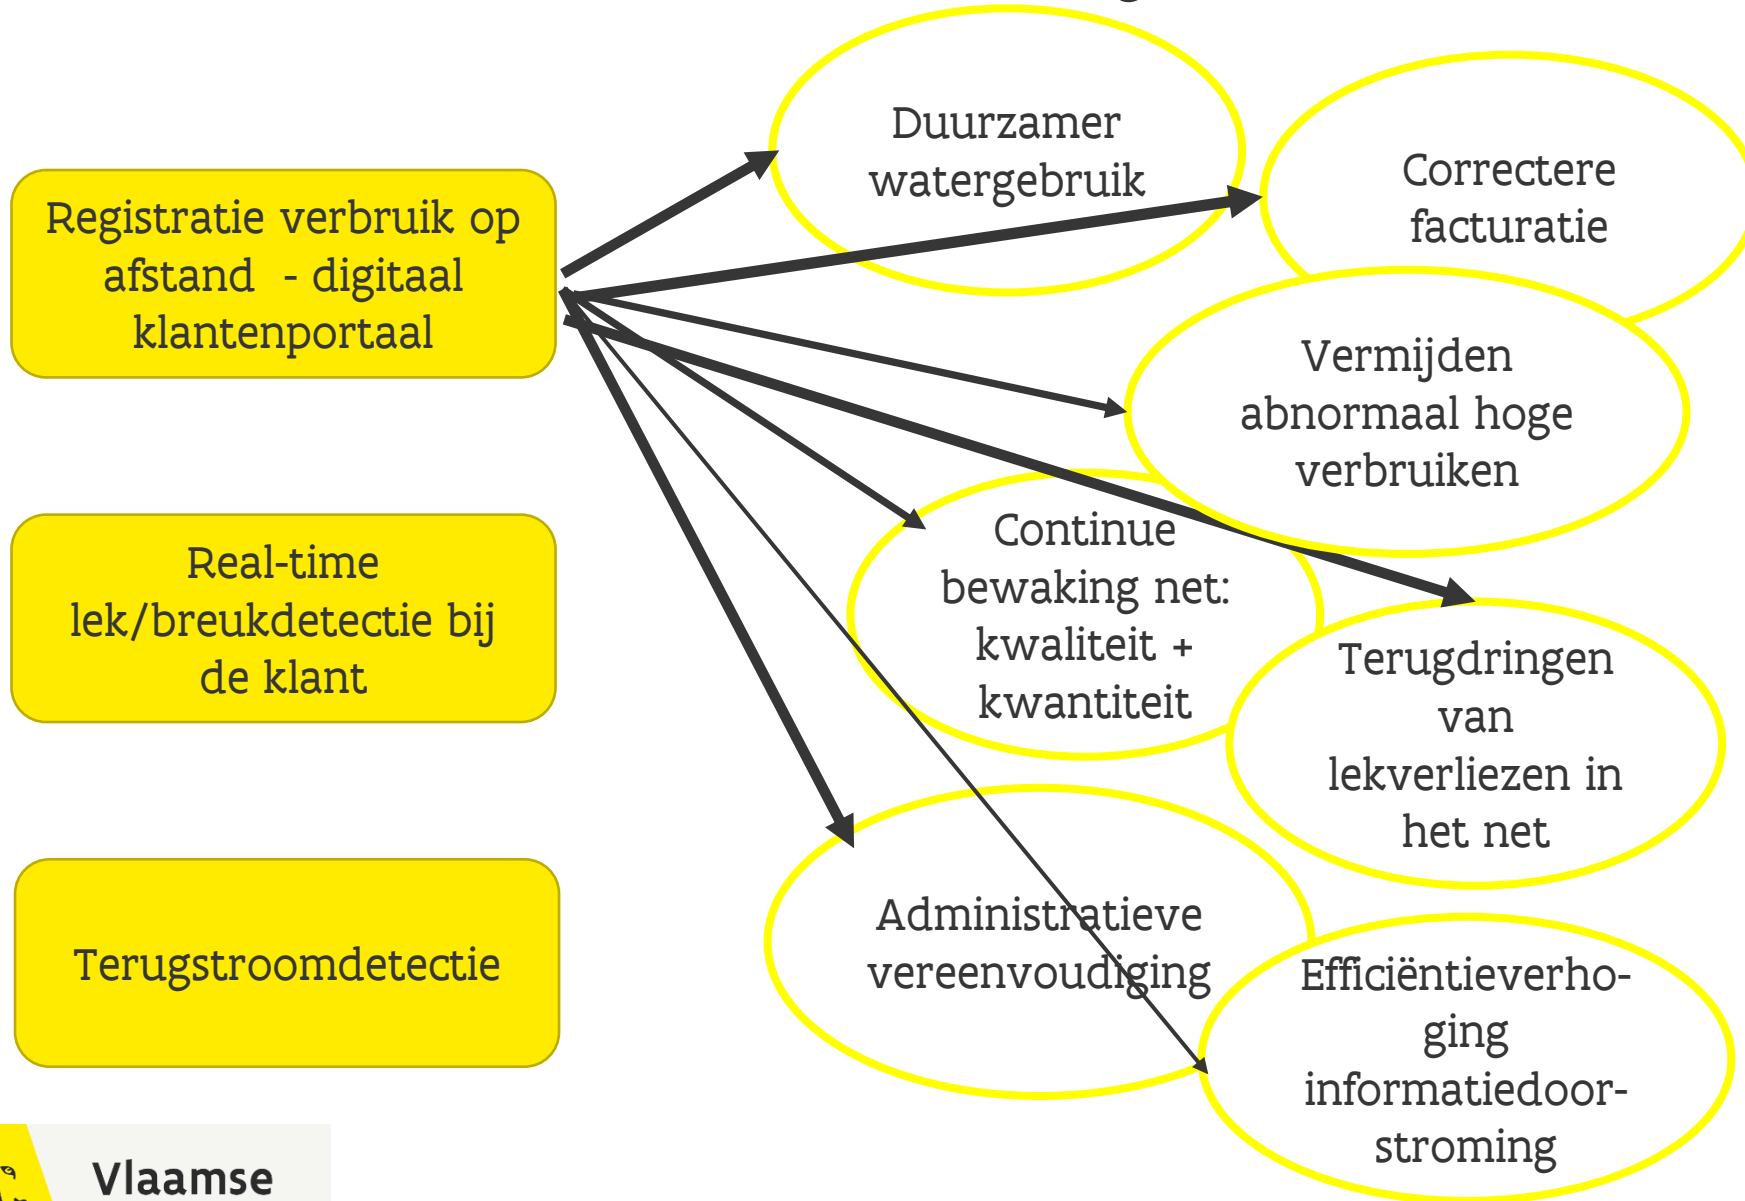 Registratie verbruik op
afstand - digitaal
klantenportaal
Real-time
lek/breukdetectie bij
de klant
Terugstroomdetectie
Duurzamer
watergebruik
Correctere
facturatie
Vermijden
abnormaal hoge
verbruiken
Continue
bewaking net:
kwaliteit +
kwantiteit
Terugdringen
van
lekverliezen in
het net
Administratieve
vereenvoudiging
Efficiëntieverho-
ging
informatiedoor-
stroming
Vlaamse